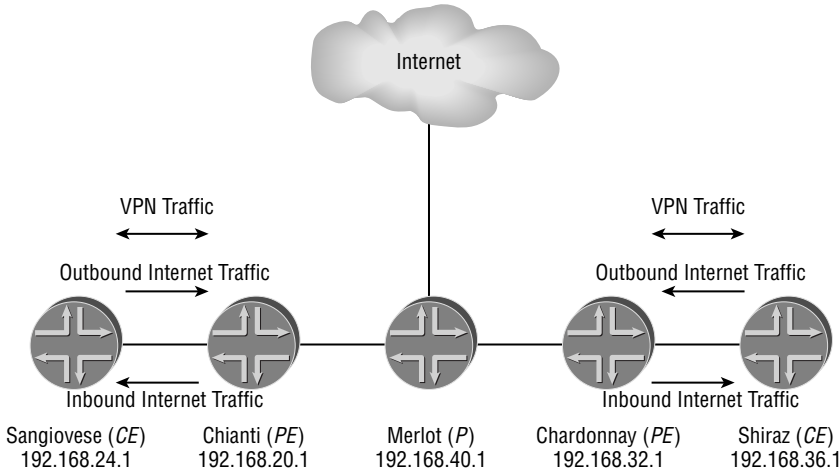 Internet
VPN Traffic
VPN Traffic
Outbound Internet Traffic
Outbound Internet Traffic
Inbound Internet Traffic
Inbound Internet Traffic
Sangiovese (CE)
192.168.24.1
Chianti (PE)
192.168.20.1
Merlot (P)
192.168.40.1
Chardonnay (PE)
192.168.32.1
Shiraz (CE)
192.168.36.1